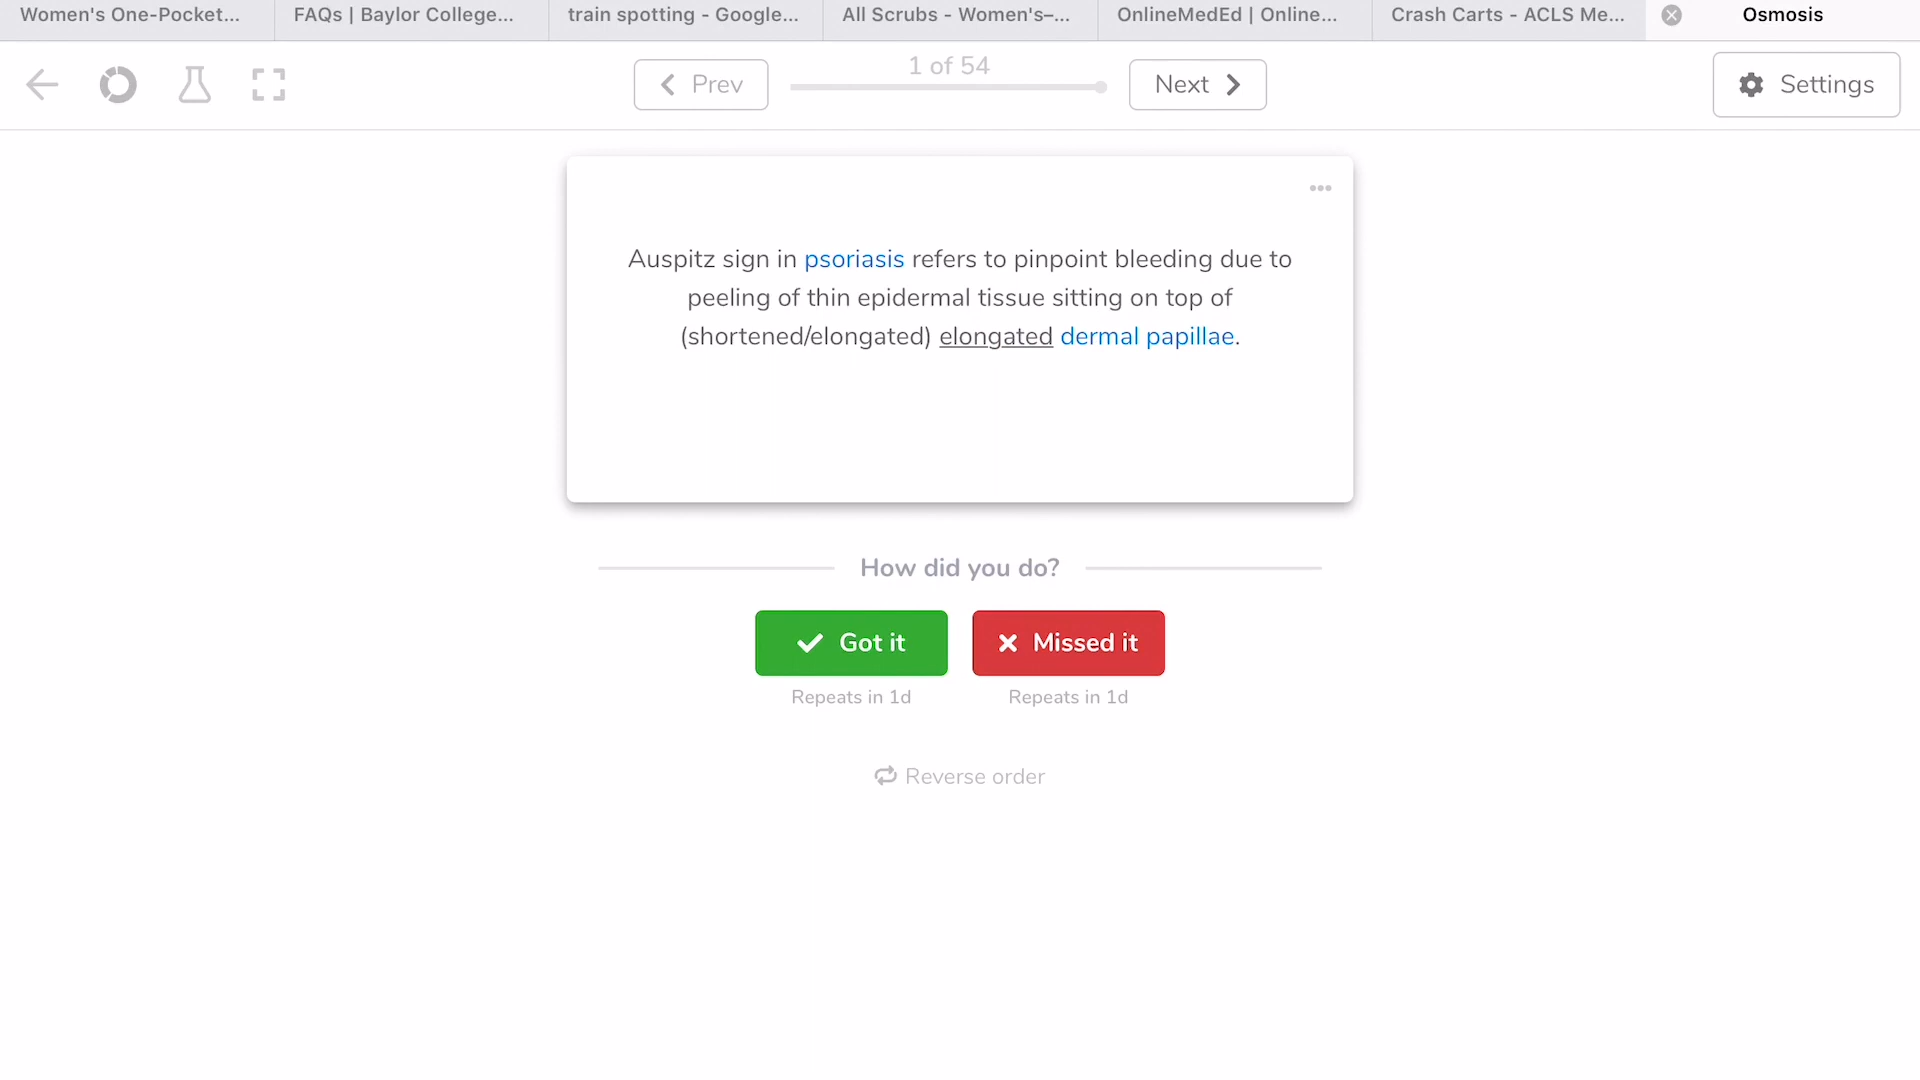 Women's One-Pocket...
FAQs | Baylor College...
train spotting - Google...
All Scrubs - Women's–...
OnlineMedEd | Online...
Crash Carts - ACLS Me...
Osmosis
Prev
1 of 54
Next
Settings
Auspitz sign in psoriasis refers to pinpoint bleeding due to
peeling of thin epidermal tissue sitting on top of
(shortened/elongated) elongated dermal papillae.
How did you do?
Got it
Missed it
Repeats in 1d
Repeats in 1d
Reverse order